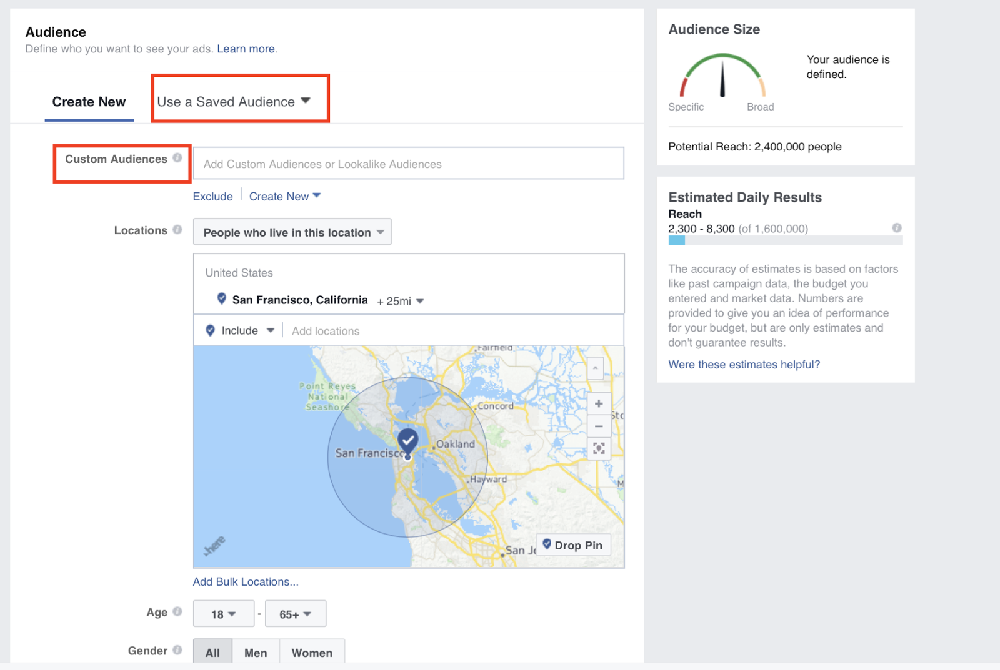 Audience
Define who you want to see your ads. Learn more.
Create New
Use a Saved Audience
Custom Audiences
Add Custom Audiences or Lookalike Audiences
Exclude
Create New
Locations
People who live in this location
United States
San Francisco, California + 25mi
Include
Add locations
Fairfield
Point Reyes
National
Seashore
Concord
San Francisco
Oakland
Hayward
San Jo
here
Drop Pin
+
−
Add Bulk Locations...
Age
18 - 65+
Gender
All
Men
Women
Audience Size
Your audience is
defined.
Specific
Broad
Potential Reach: 2,400,000 people
Estimated Daily Results
Reach
2,300 - 8,300 (of 1,600,000)
The accuracy of estimates is based on factors
like past campaign data, the budget you
entered and market data. Numbers are
provided to give you an idea of performance
for your budget, but are only estimates and
don't guarantee results.
Were these estimates helpful?